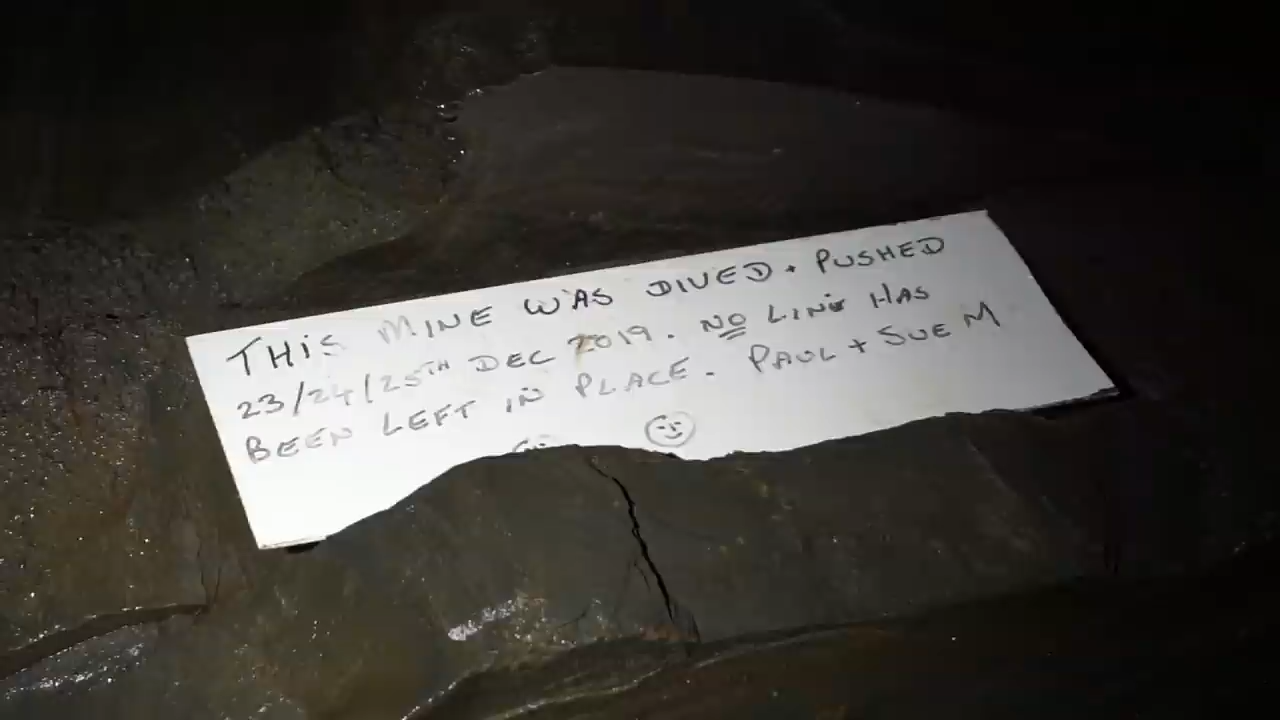 THIS MINE WAS DIVED + PUSHED
23/24/25TH DEC 2019. NO LINE HAS
BEEN LEFT IN PLACE. PAUL + SUE M